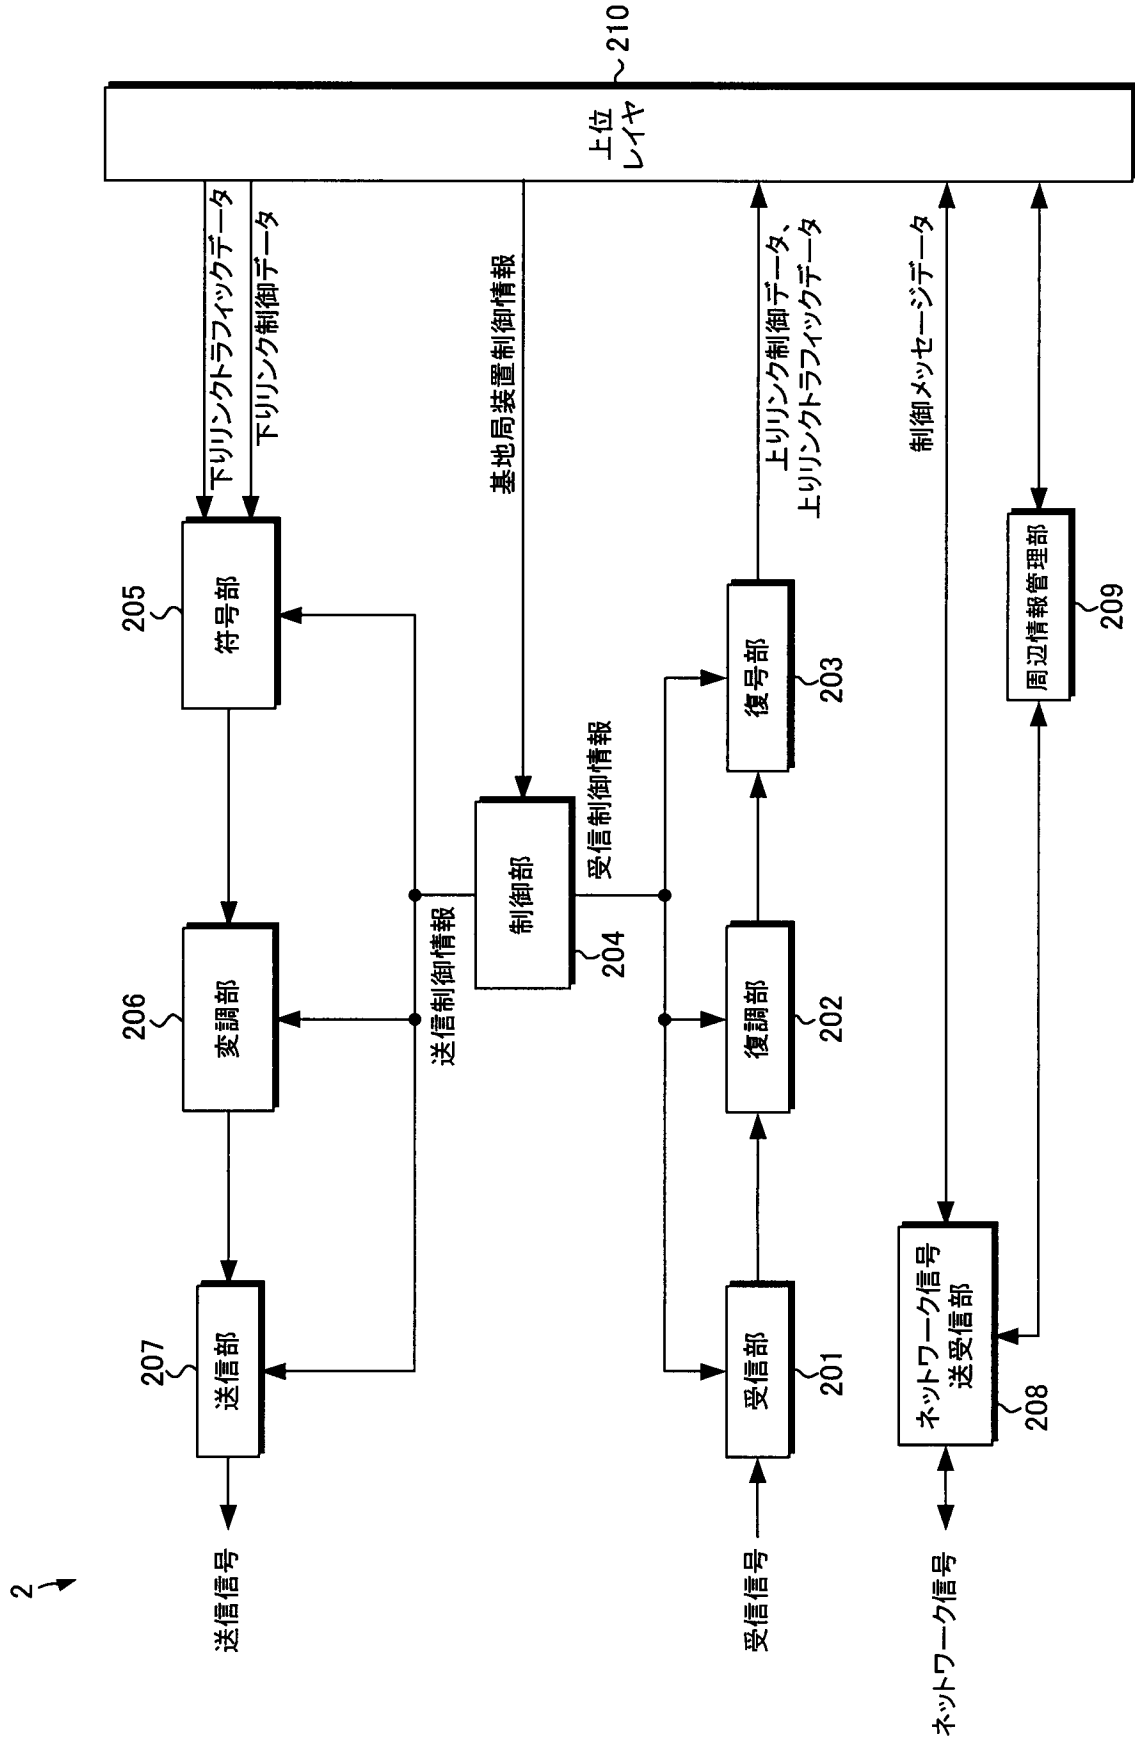 2
送信信号
207
送信部
206
変調部
205
符号部
下りリンクトラフィックデータ
下りリンク制御データ
送信制御情報
制御部
204
基地局装置制御情報
受信制御情報
上位
レイヤ
210
受信信号
受信部
201
復調部
202
復号部
203
上りリンク制御データ、
上りリンクトラフィックデータ
ネットワーク信号
ネットワーク信号
送受信部
208
制御メッセージデータ
周辺情報管理部
209